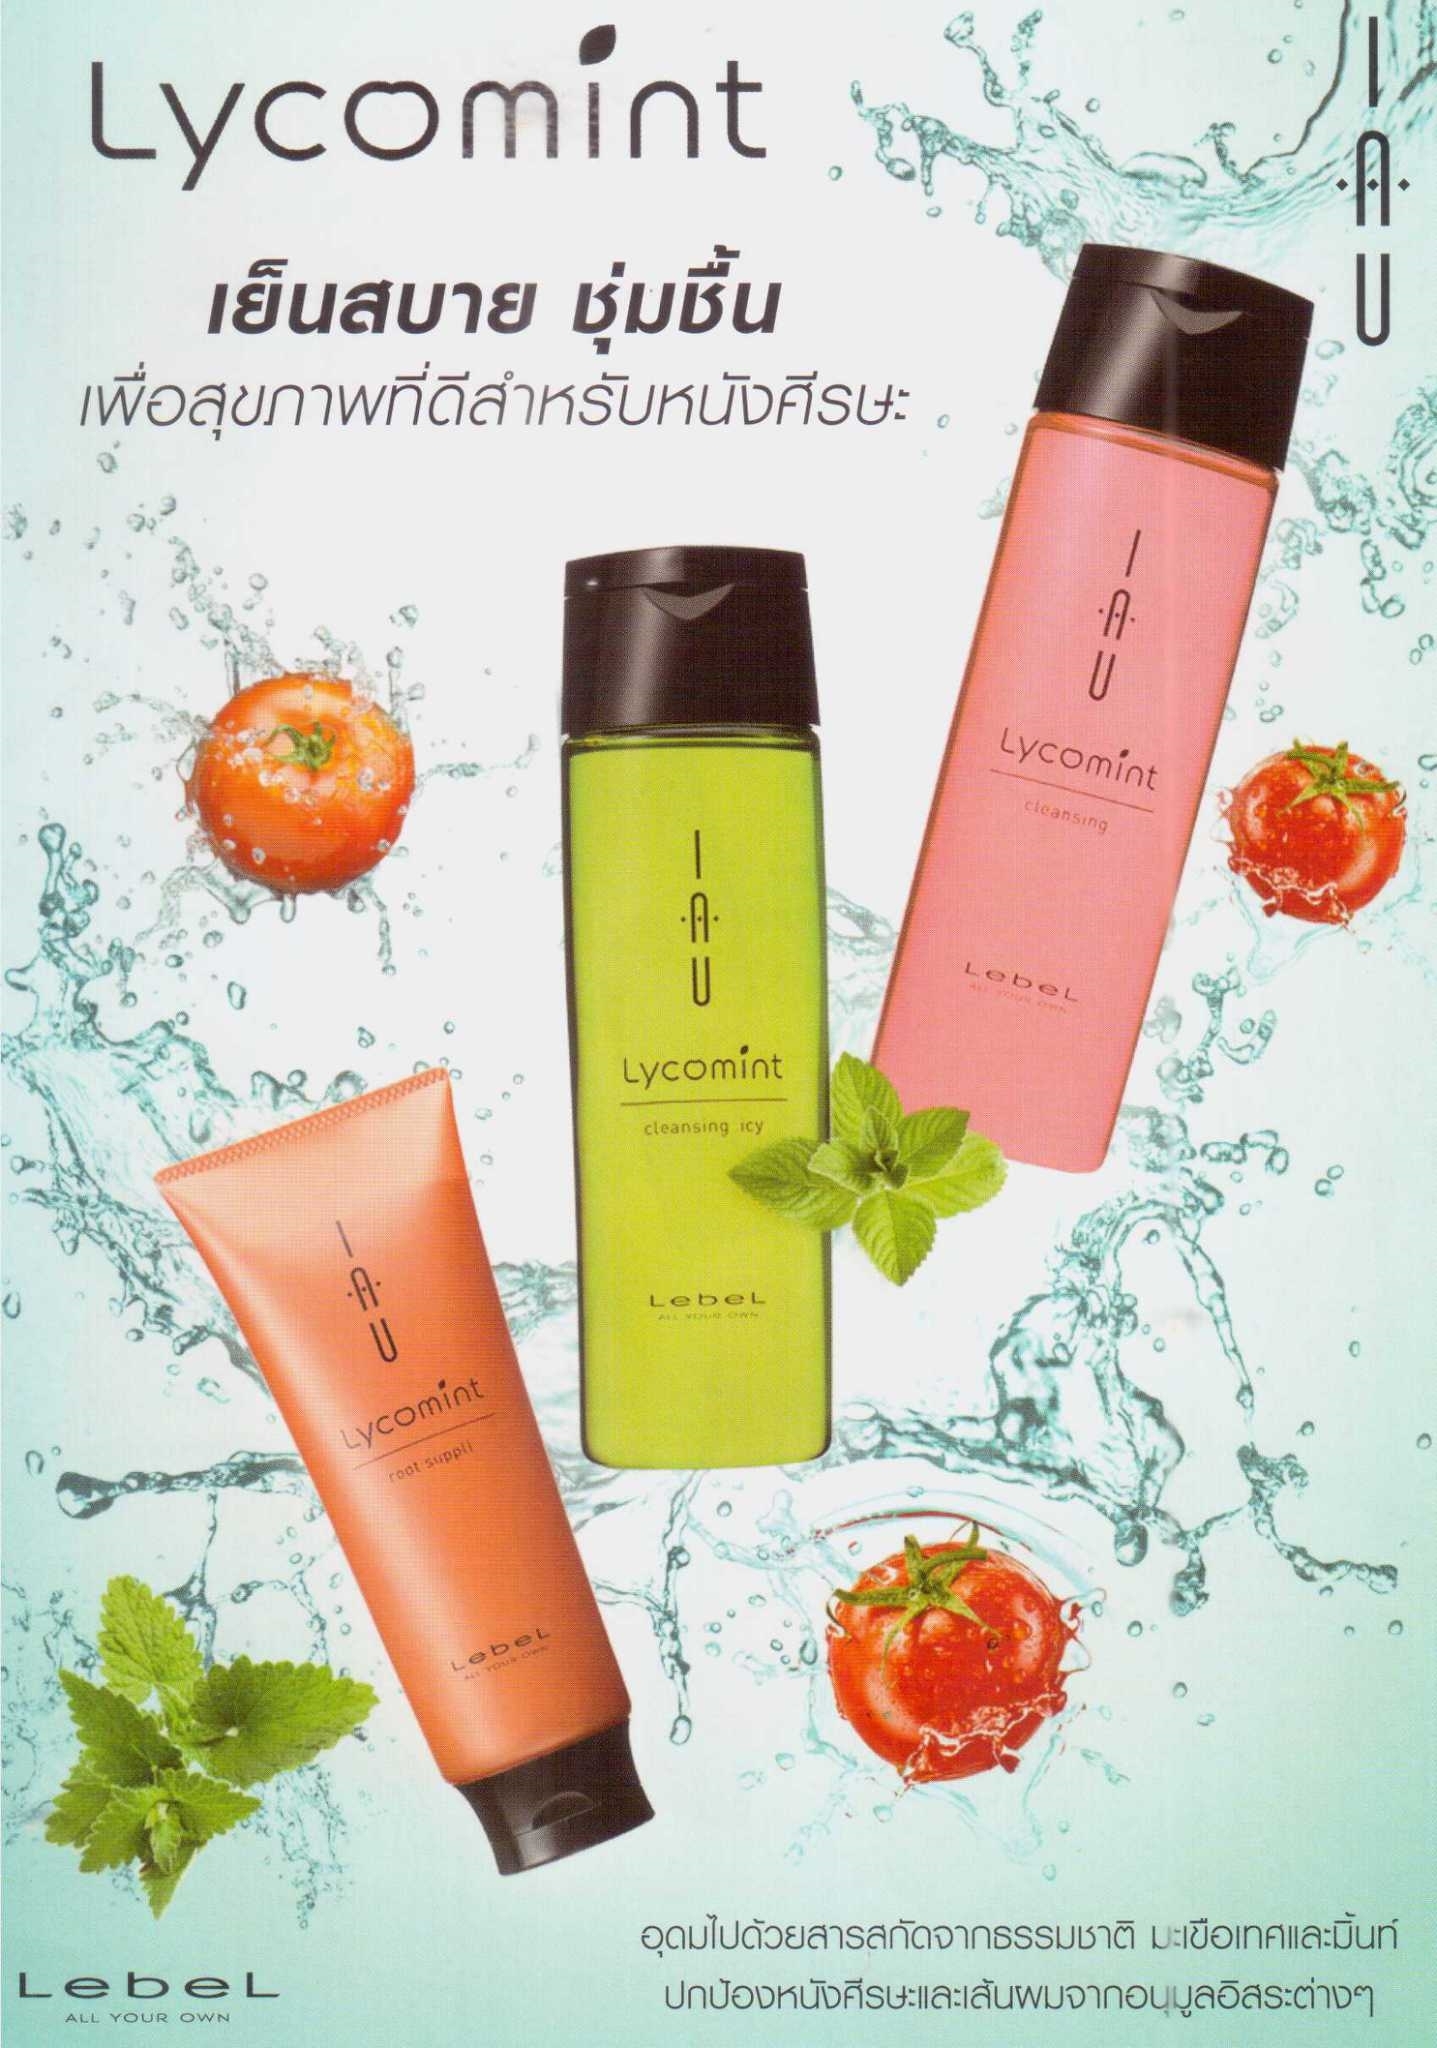 Lycomint
I
A
U
เย็นสบาย ชุ่มชื้น
เพื่อสุขภาพที่ดีสำหรับหนังศีรษะ
I
A
U
Lycomint
cleansing
LebeL
ALL YOUR OWN
I
A
U
Lycomint
cleansing icy
LebeL
ALL YOUR OWN
I
A
U
Lycomint
root suppli
LebeL
ALL YOUR OWN
อุดมไปด้วยสารสกัดจากธรรมชาติ มะเขือเทศและมิ้นท์
ปกป้องหนังศีรษะและเส้นผมจากอนุมูลอิสระต่างๆ
LebeL
ALL YOUR OWN